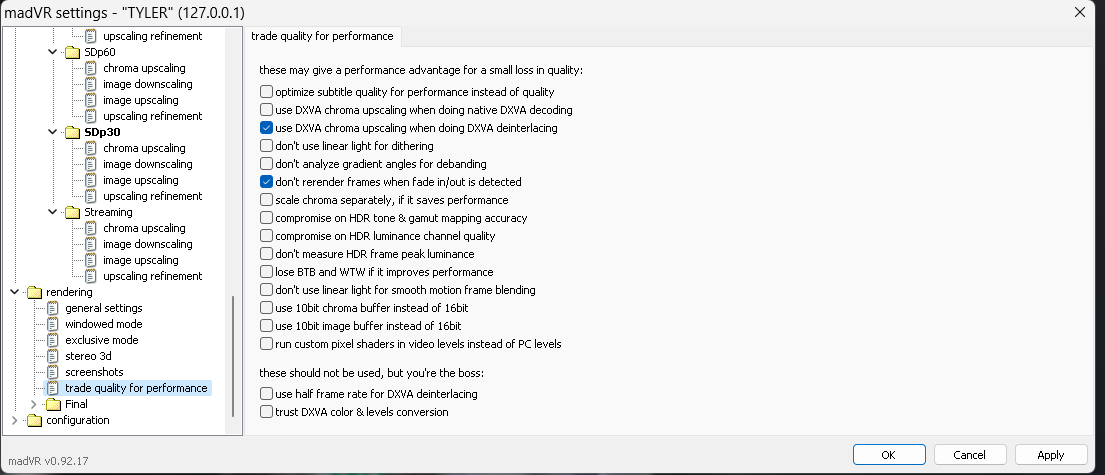 madVR settings - "TYLER" (127.0.0.1)
upscaling refinement
SDp60
chroma upscaling
image downscaling
image upscaling
upscaling refinement
SDp30
chroma upscaling
image downscaling
image upscaling
upscaling refinement
Streaming
chroma upscaling
image downscaling
image upscaling
upscaling refinement
rendering
general settings
windowed mode
exclusive mode
stereo 3d
screenshots
trade quality for performance
Final
configuration
trade quality for performance
these may give a performance advantage for a small loss in quality:
optimize subtitle quality for performance instead of quality
use DXVA chroma upscaling when doing native DXVA decoding
use DXVA chroma upscaling when doing DXVA deinterlacing
don't use linear light for dithering
don't analyze gradient angles for debanding
don't rerender frames when fade in/out is detected
scale chroma separately, if it saves performance
compromise on HDR tone & gamut mapping accuracy
compromise on HDR luminance channel quality
don't measure HDR frame peak luminance
lose BTB and WTW if it improves performance
don't use linear light for smooth motion frame blending
use 10bit chroma buffer instead of 16bit
use 10bit image buffer instead of 16bit
run custom pixel shaders in video levels instead of PC levels
these should not be used, but you're the boss:
use half frame rate for DXVA deinterlacing
trust DXVA color & levels conversion
madVR v0.92.17
OK
Cancel
Apply